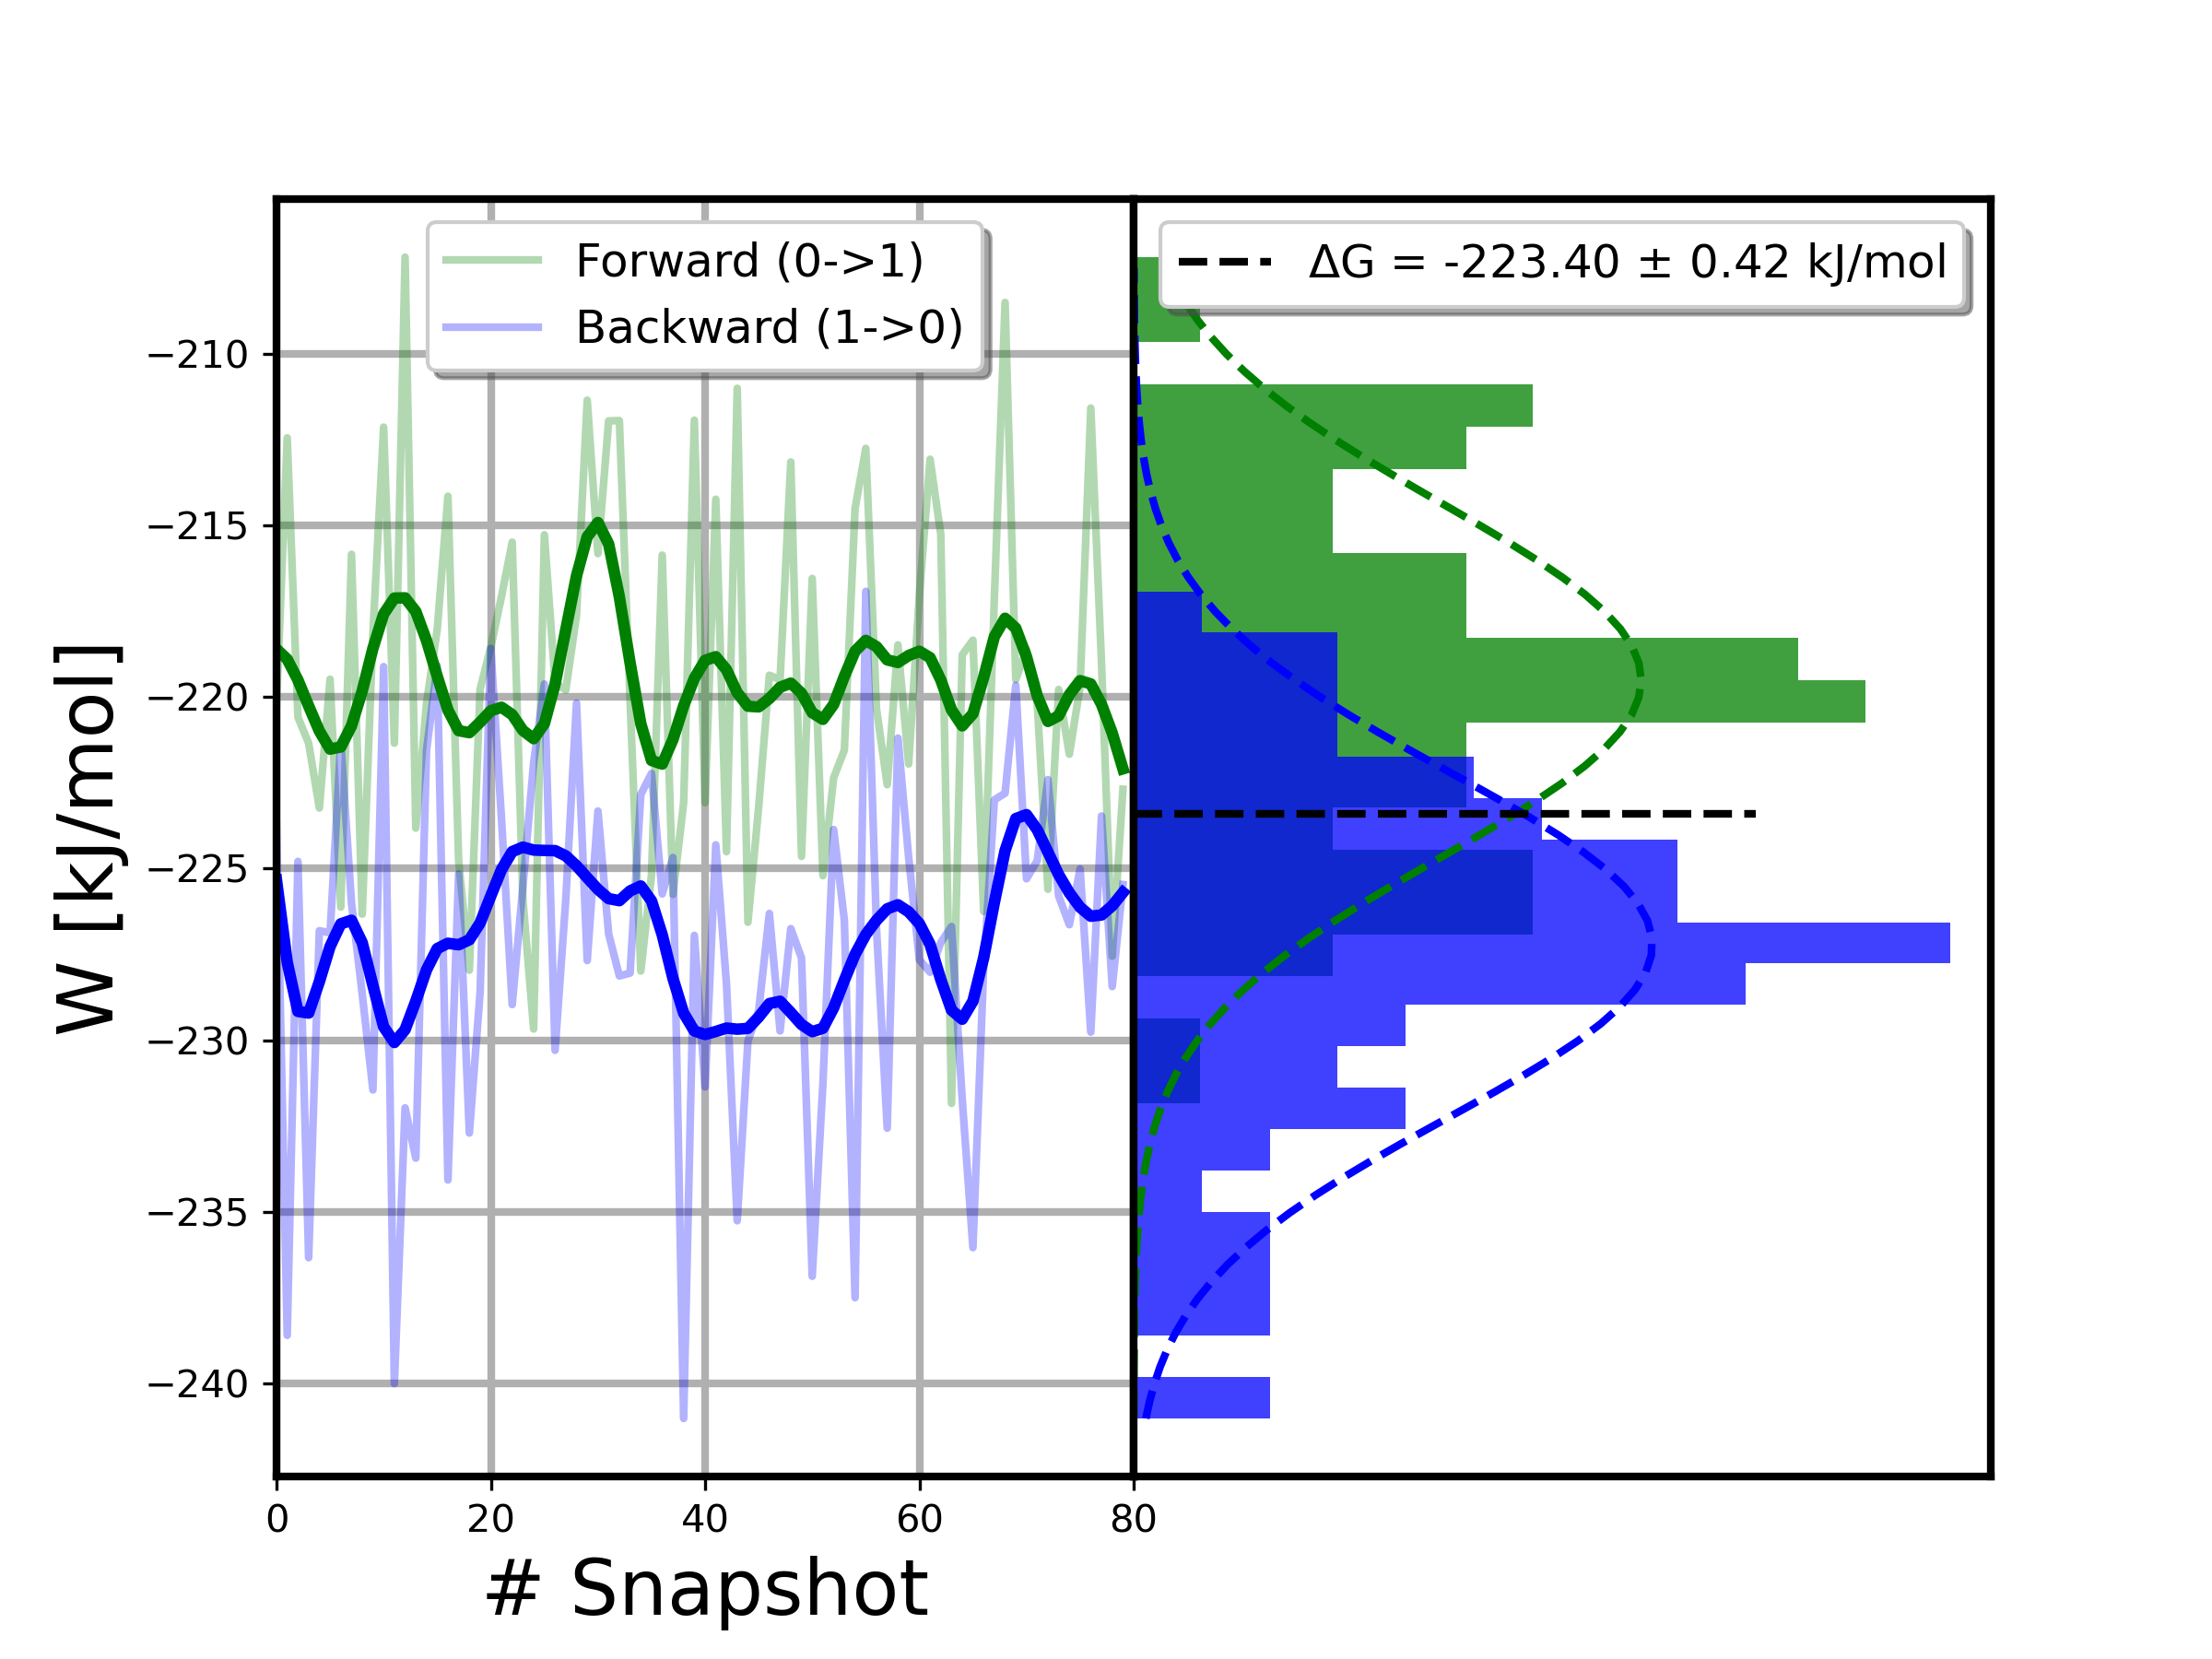 Forward (0->1)
Backward (1->0)
ΔG = -223.40 ± 0.42 kJ/mol
W [kJ/mol]
−210
−215
−220
−225
−230
−235
−240
0 20 40 60 80
# Snapshot